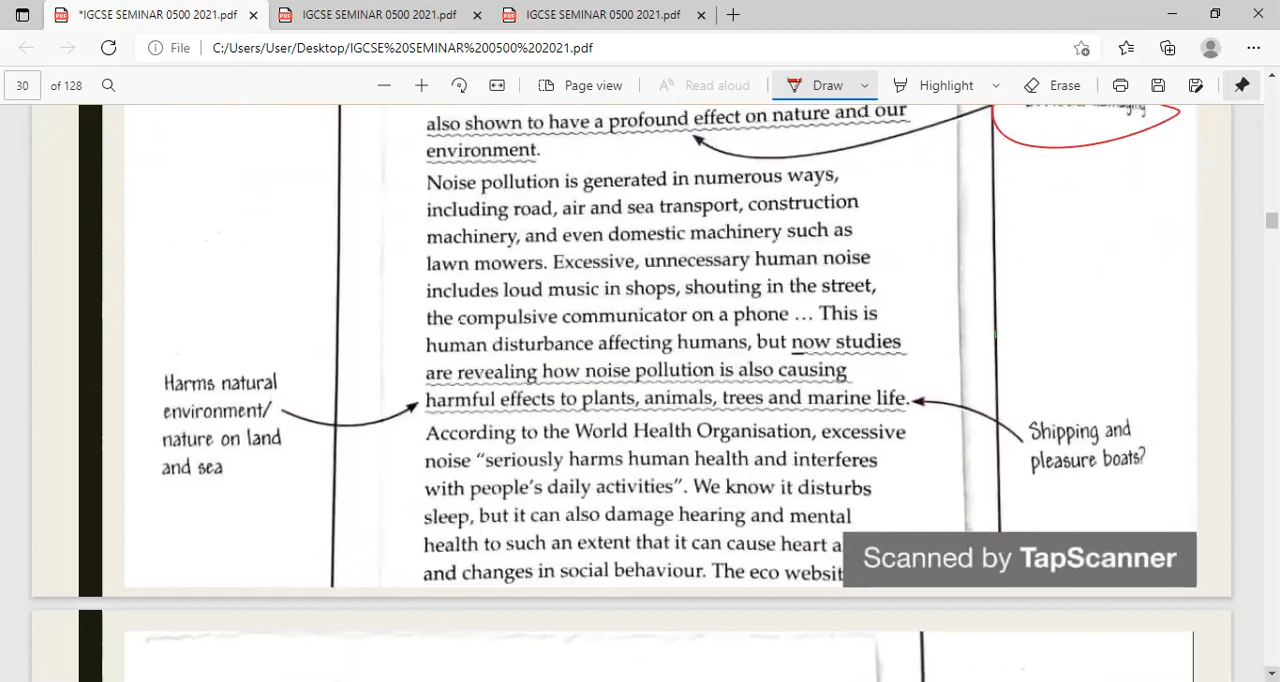 *IGCSE SEMINAR 0500 2021.pdf
IGCSE SEMINAR 0500 2021.pdf
IGCSE SEMINAR 0500 2021.pdf
File
C:/Users/User/Desktop/IGCSE%20SEMINAR%200500%202021.pdf
30 of 128
Page view
Read aloud
Draw
Highlight
Erase
also shown to have a profound effect on nature and our
environment.
Noise pollution is generated in numerous ways,
including road, air and sea transport, construction
machinery, and even domestic machinery such as
lawn mowers. Excessive, unnecessary human noise
includes loud music in shops, shouting in the street,
the compulsive communicator on a phone … This is
human disturbance affecting humans, but now studies
are revealing how noise pollution is also causing
harmful effects to plants, animals, trees and marine life.
According to the World Health Organisation, excessive
noise “seriously harms human health and interferes
with people's daily activities”. We know it disturbs
sleep, but it can also damage hearing and mental
health to such an extent that it can cause heart a
and changes in social behaviour. The eco websit
Harms natural
environment/
nature on land
and sea
Shipping and
pleasure boats?
Scanned by TapScanner